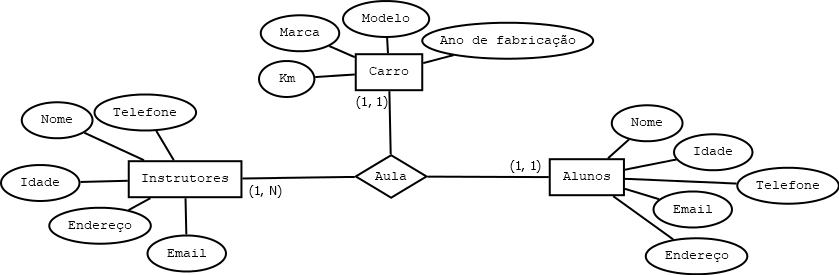 Modelo
Marca
Ano de fabricação
Km
Carro
(1, 1)
Nome
Telefone
Idade
Instrutores
(1, N)
Endereço
Email
Aula
(1, 1)
Alunos
Nome
Idade
Telefone
Email
Endereço